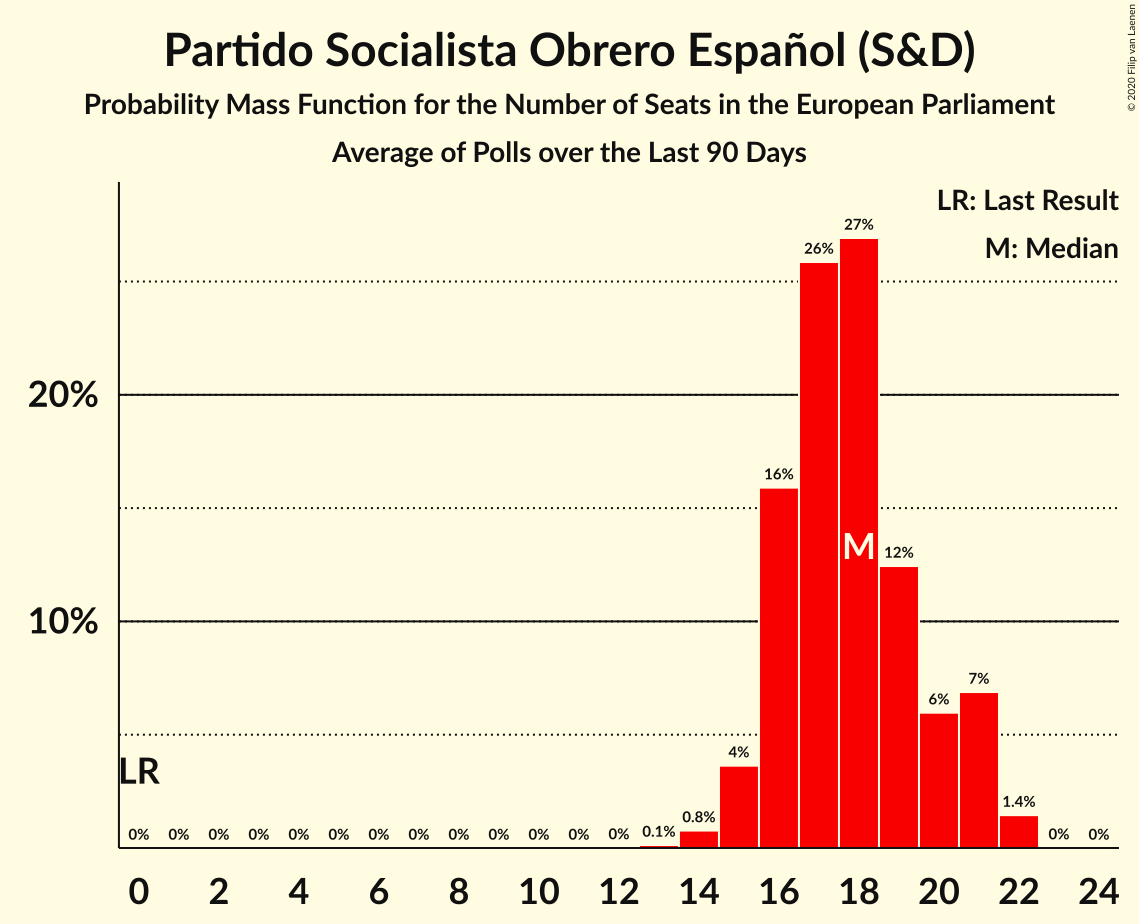 Partido Socialista Obrero Español (S&D)
Probability Mass Function for the Number of Seats in the European Parliament
Average of Polls over the Last 90 Days
© 2020 Filip van Laenen
LR: Last Result
M: Median
27%
26%
20%
16%
M
12%
10%
7%
6%
4%
LR
1.4%
0.8%
0.1%
0% 0% 0% 0% 0% 0% 0% 0% 0% 0% 0% 0% 0% 0% 0%
0 2 4 6 8 10 12 14 16 18 20 22 24